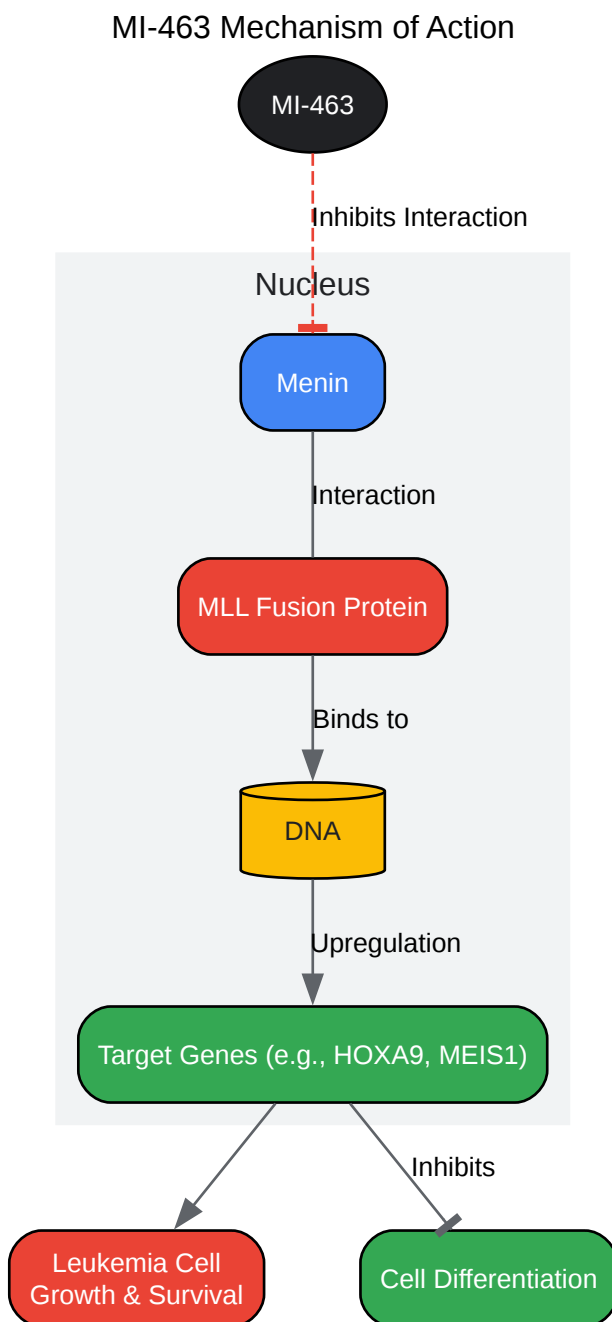 MI-463 Mechanism of Action
MI-463
Inhibits Interaction
Nucleus
Menin
Interaction
MLL Fusion Protein
Binds to
DNA
Upregulation
Target Genes (e.g., HOXA9, MEIS1)
Inhibits
Leukemia Cell
Growth & Survival
Cell Differentiation